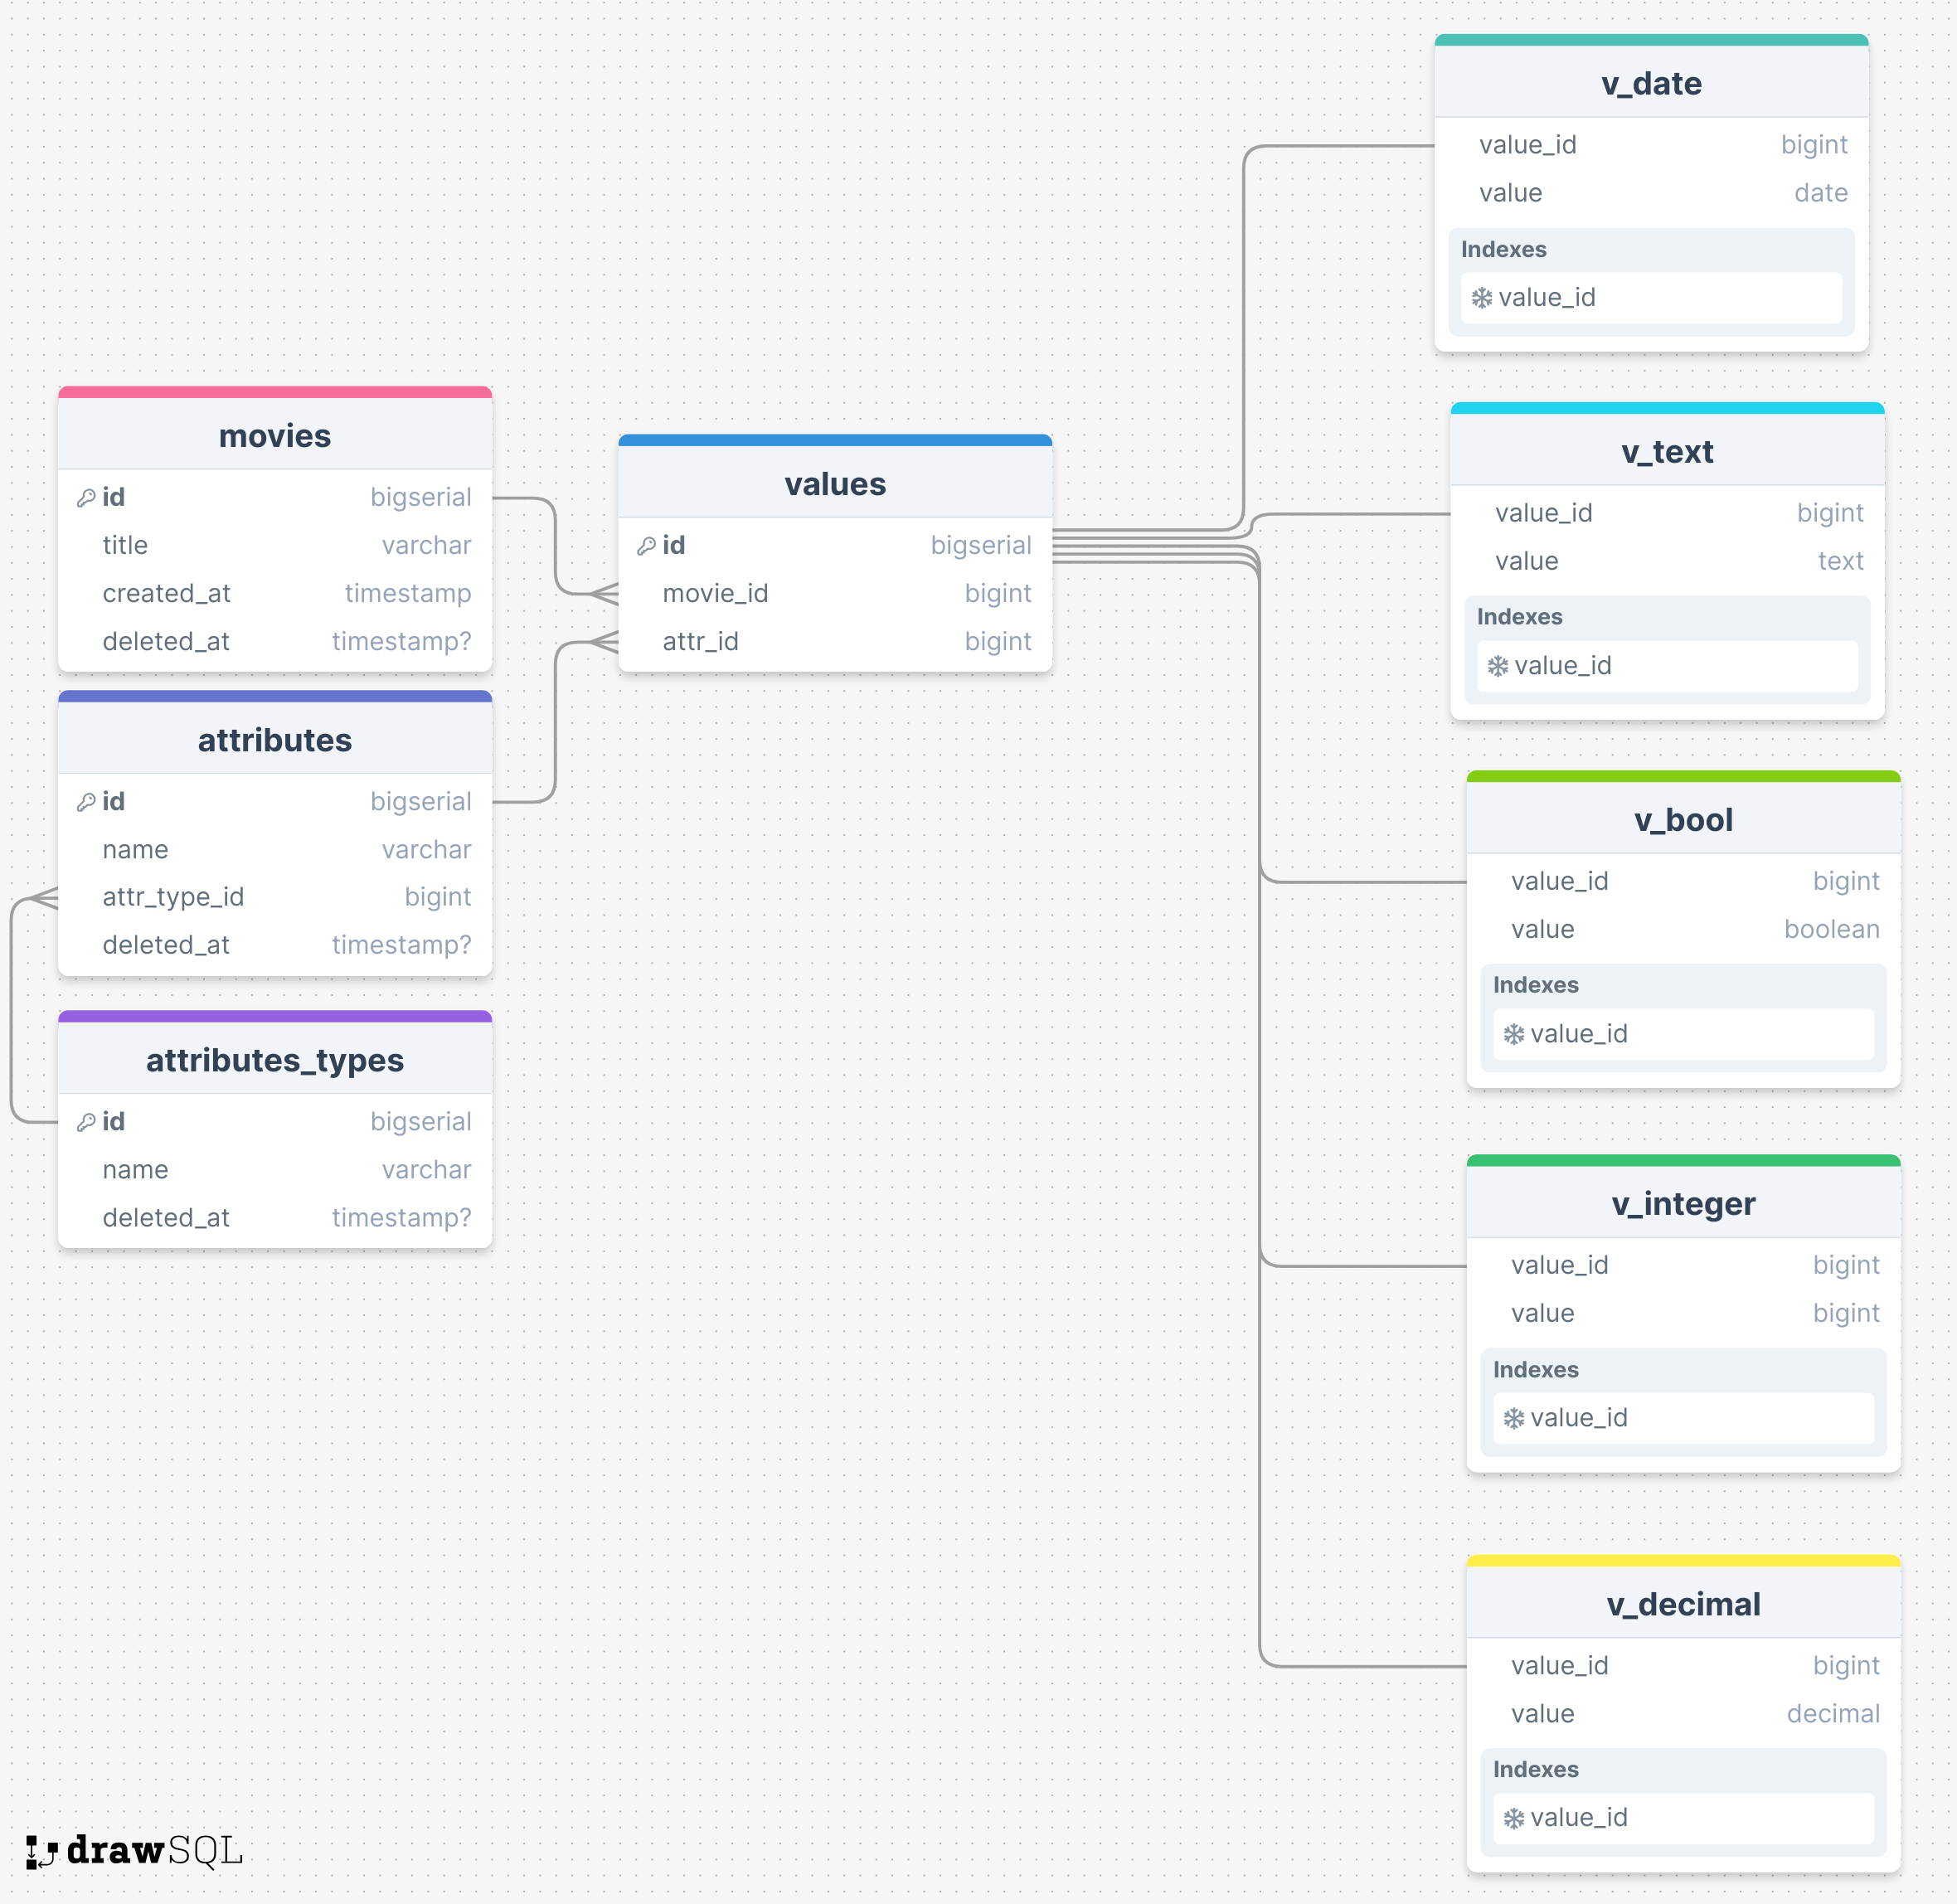 movies
id bigserial
title varchar
created_at timestamp
deleted_at timestamp?
attributes
id bigserial
name varchar
attr_type_id bigint
deleted_at timestamp?
attributes_types
id bigserial
name varchar
deleted_at timestamp?
values
id bigserial
movie_id bigint
attr_id bigint
v_date
value_id bigint
value date
Indexes
value_id
v_text
value_id bigint
value text
Indexes
value_id
v_bool
value_id bigint
value boolean
Indexes
value_id
v_integer
value_id bigint
value bigint
Indexes
value_id
v_decimal
value_id bigint
value decimal
Indexes
value_id
drawSQL